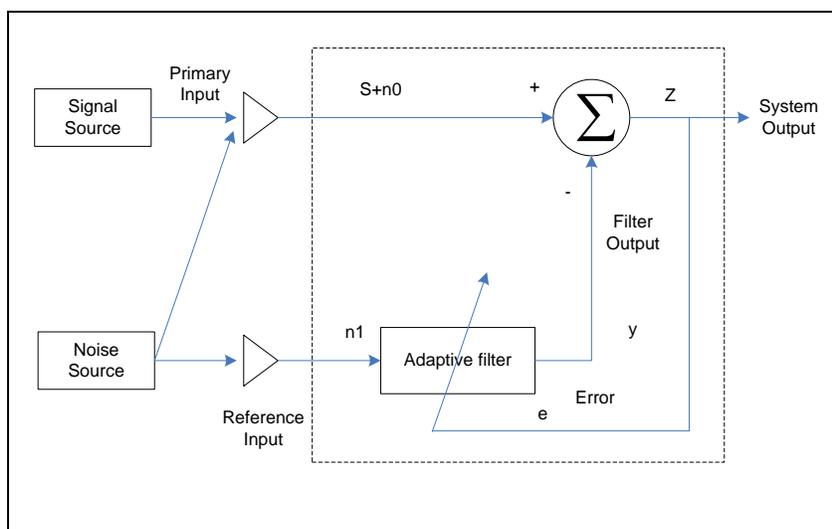 Primary
Input
S+n0
+
Z
Signal
Source
Σ
System
Output
-
Filter
Output
n1
y
Noise
Source
Adaptive filter
Error
e
Reference
Input